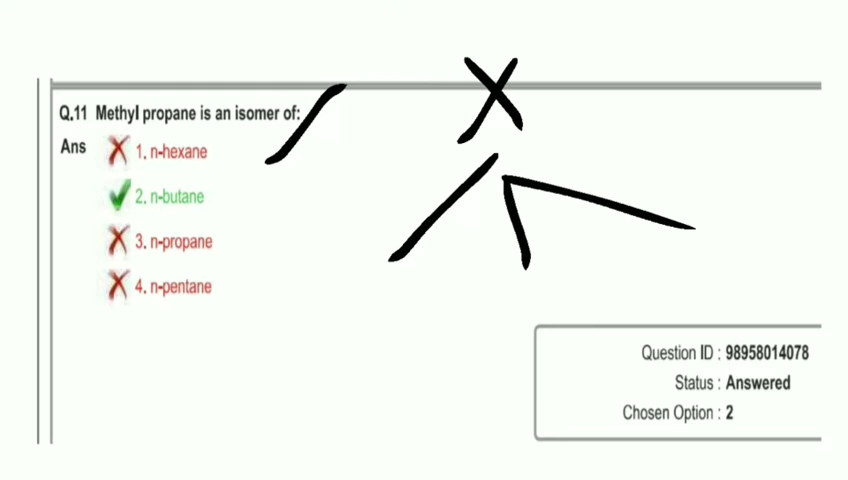 Q.11 Methyl propane is an isomer of:
Ans 1. n-hexane
2. n-butane
3. n-propane
4. n-pentane
Question ID : 98958014078
Status : Answered
Chosen Option : 2